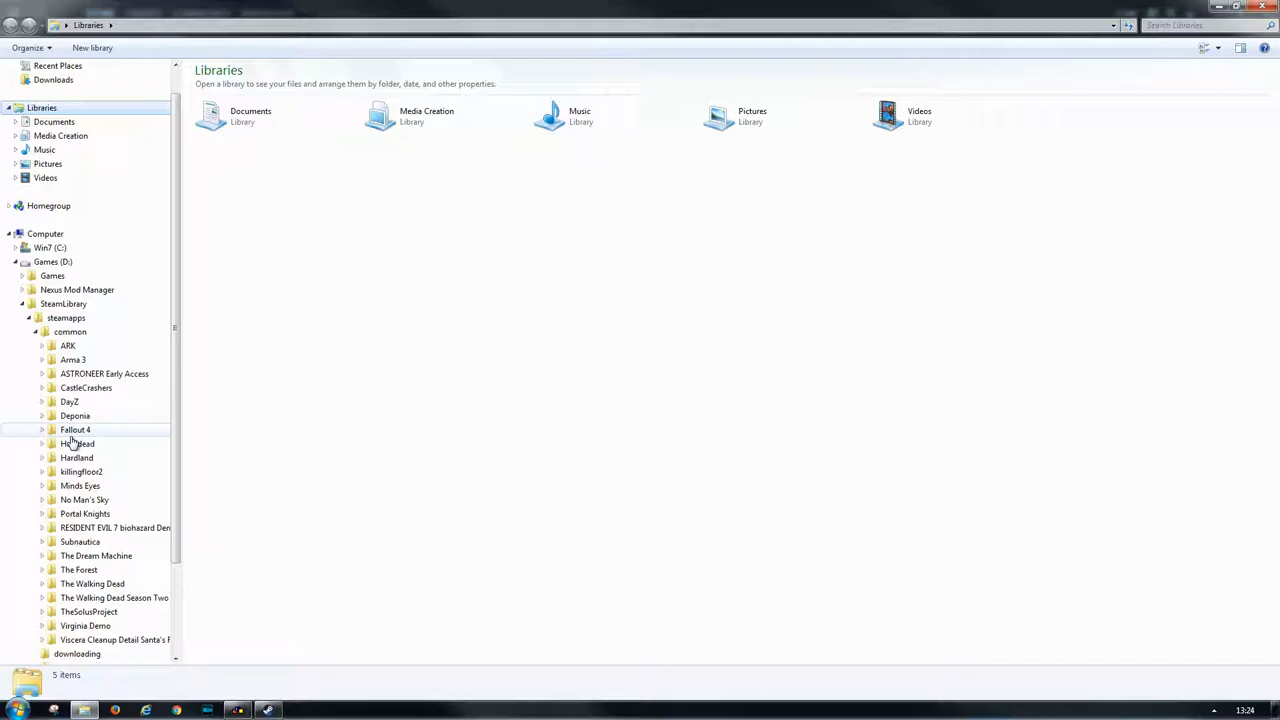 Libraries
Search Libraries
Organize
New library
Recent Places
Downloads
Libraries
Documents
Media Creation
Music
Pictures
Videos
Homegroup
Computer
Win7 (C:)
Games (D:)
Games
Nexus Mod Manager
SteamLibrary
steamapps
common
ARK
Arma 3
ASTRONEER Early Access
CastleCrashers
DayZ
Deponia
Fallout 4
Hardland
killingfloor2
Minds Eyes
No Man's Sky
Portal Knights
RESIDENT EVIL 7 biohazard Den
Subnautica
The Dream Machine
The Forest
The Walking Dead
The Walking Dead Season Two
TheSolusProject
Virginia Demo
Viscera Cleanup Detail Santa's F
downloading
Libraries
Open a library to see your files and arrange them by folder, date, and other properties.
Documents
Library
Media Creation
Library
Music
Library
Pictures
Library
Videos
Library
5 items
13:24